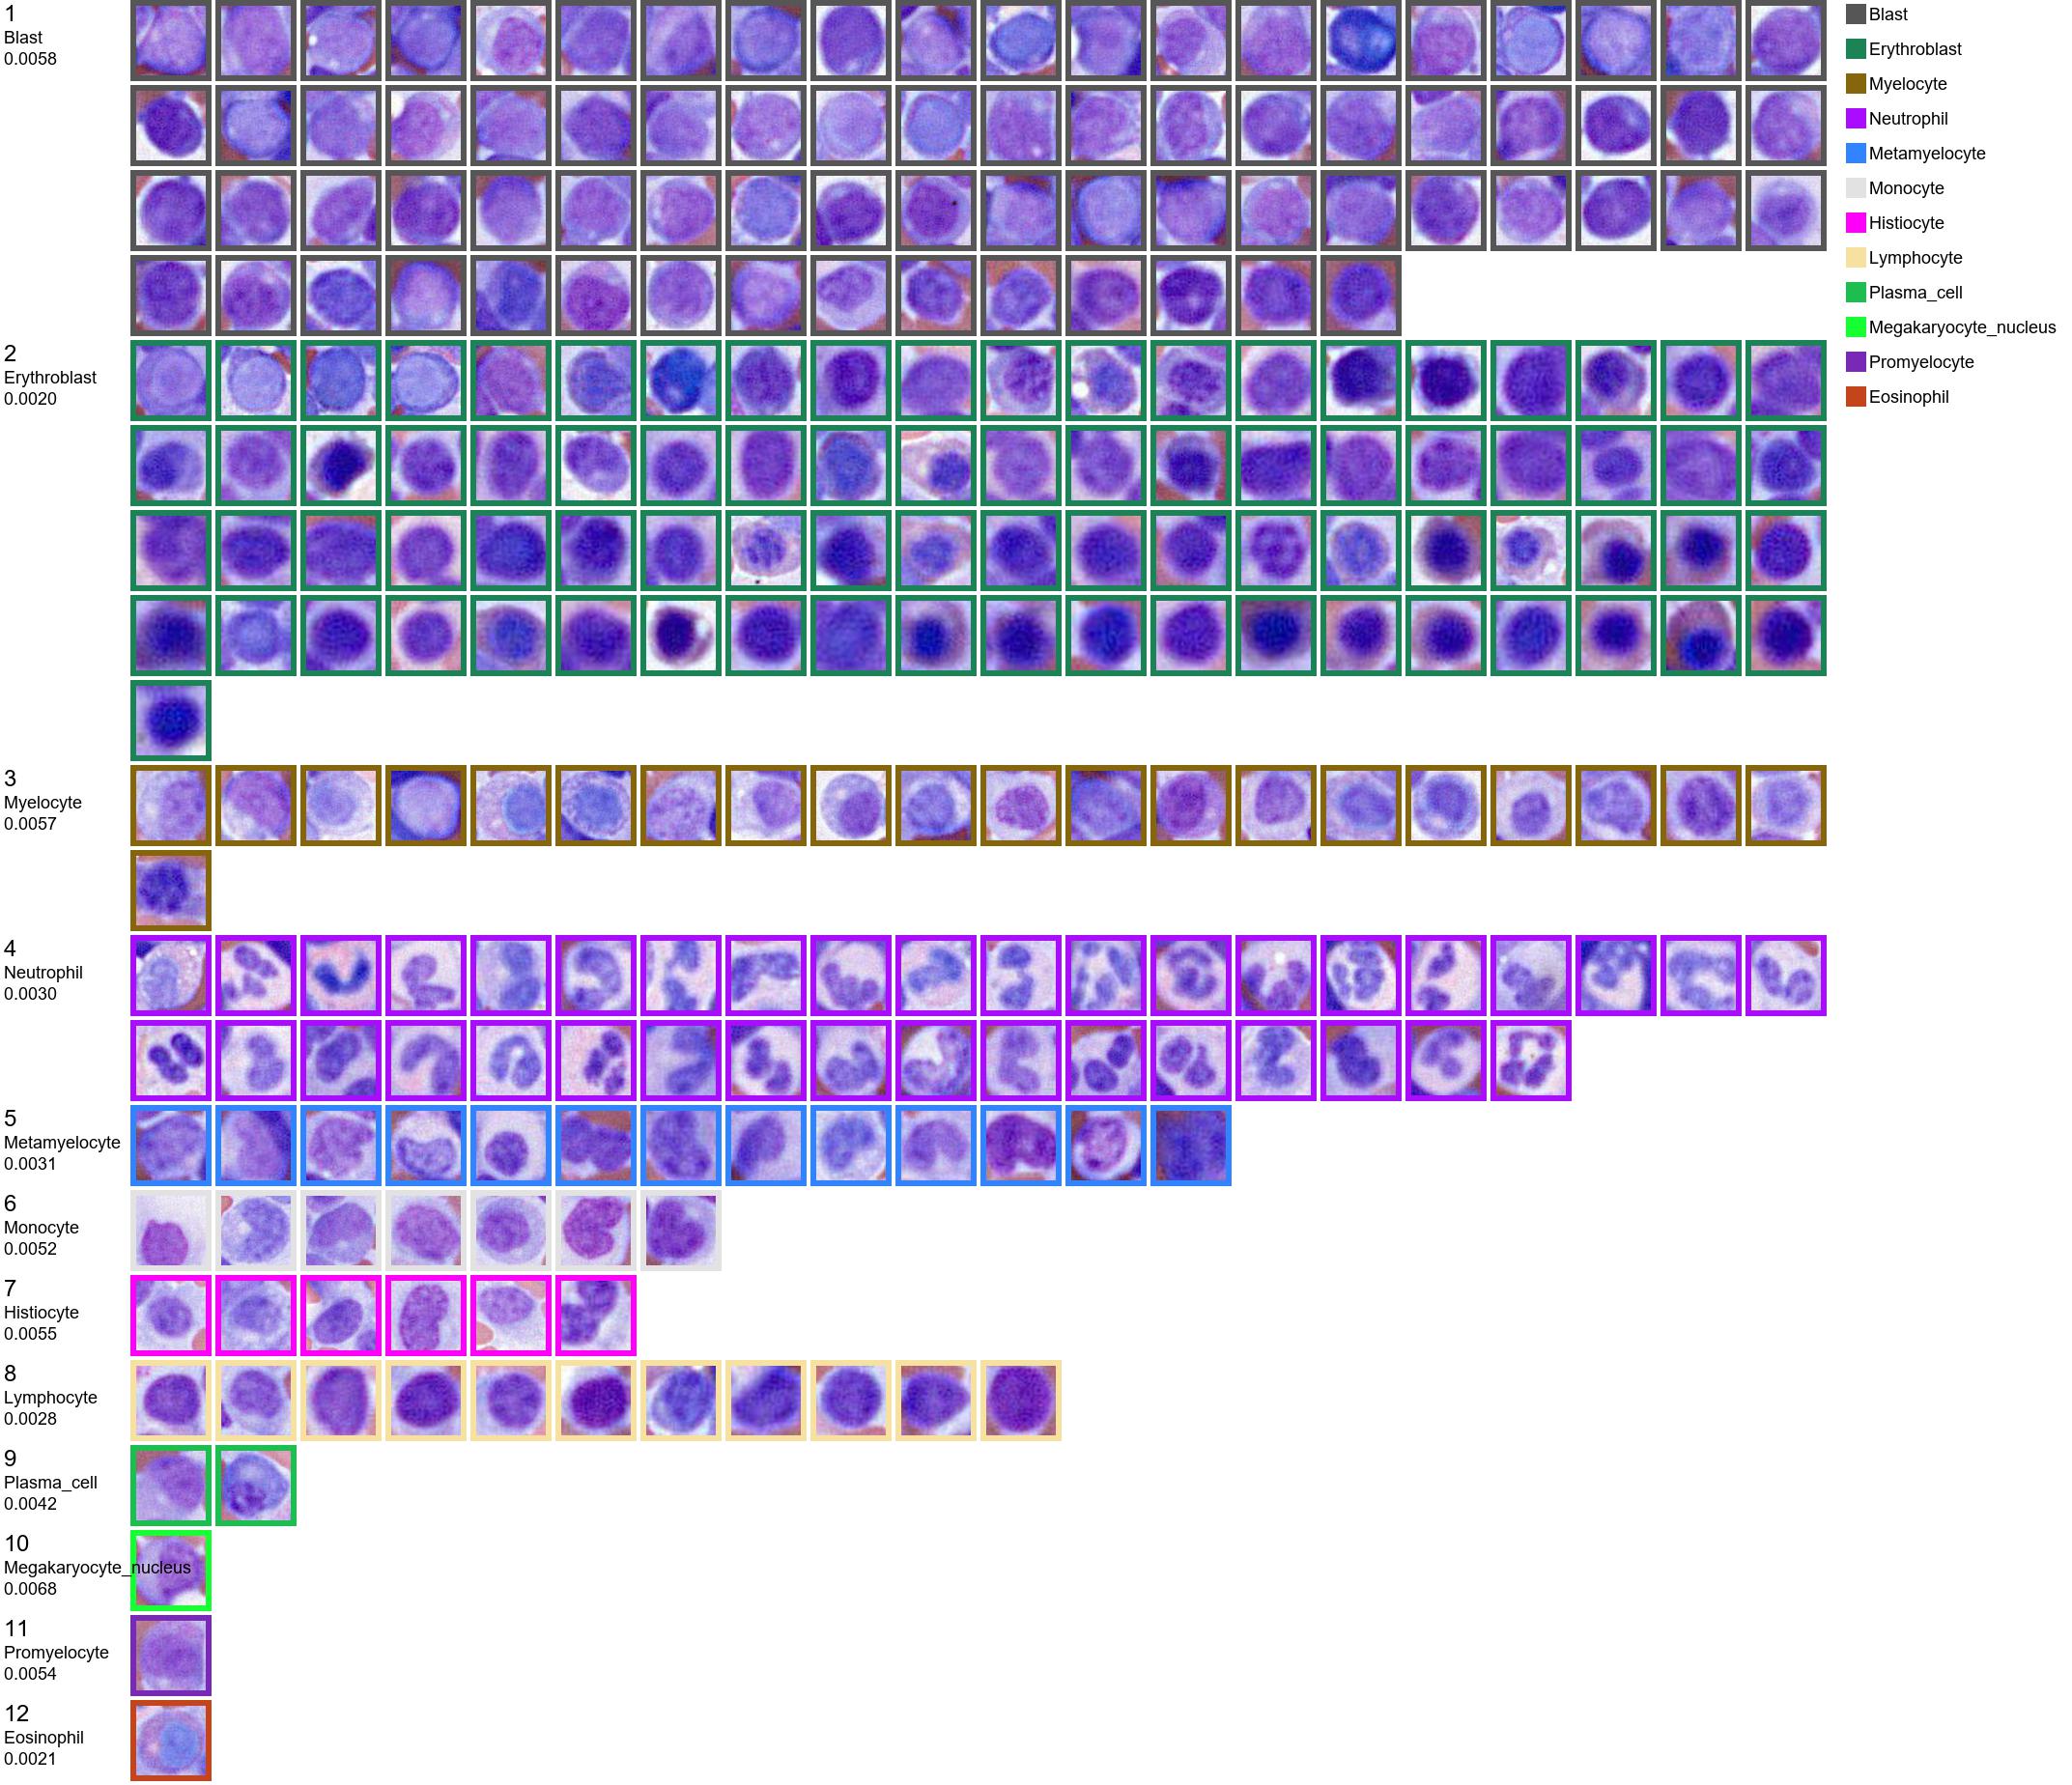 1
Blast
0.0058
2
Erythroblast
0.0020
3
Myelocyte
0.0057
4
Neutrophil
0.0030
5
Metamyelocyte
0.0031
6
Monocyte
0.0052
7
Histiocyte
0.0055
8
Lymphocyte
0.0028
9
Plasma_cell
0.0042
10
Megakaryocyte_nucleus
0.0068
11
Promyelocyte
0.0054
12
Eosinophil
0.0021
Blast
Erythroblast
Myelocyte
Neutrophil
Metamyelocyte
Monocyte
Histiocyte
Lymphocyte
Plasma_cell
Megakaryocyte_nucleus
Promyelocyte
Eosinophil